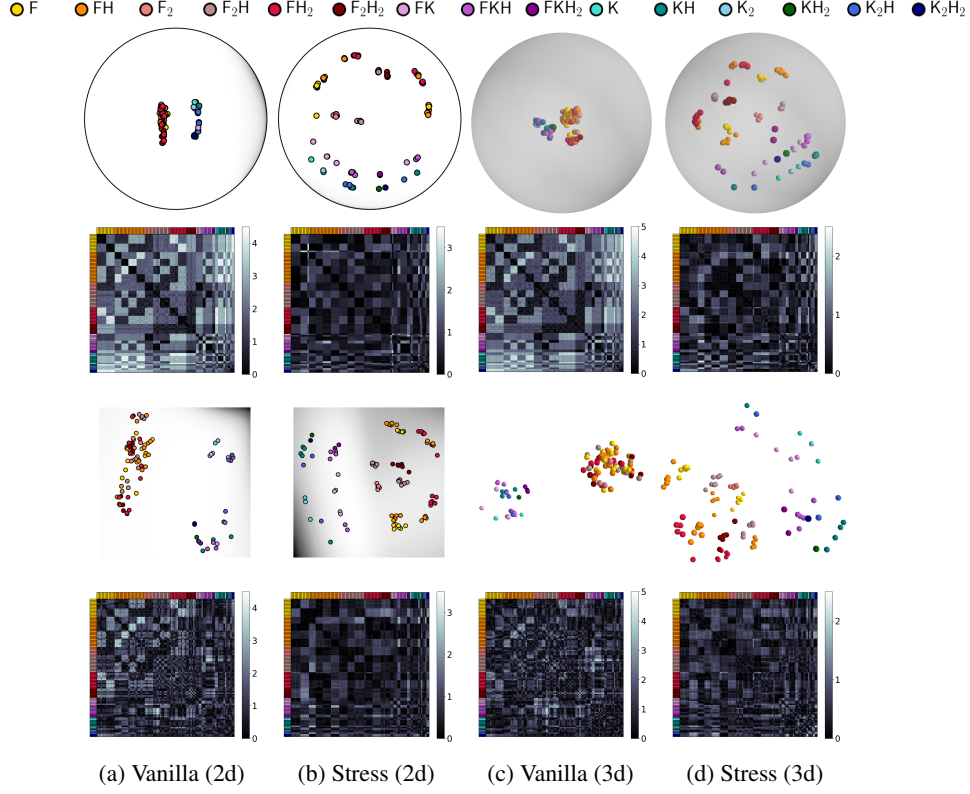 F FH F₂ F₂H FH₂ F₂H₂ FK FKH FKH₂ K KH K₂ KH₂ K₂H K₂H₂
4 3 2 1 0
3 2 1 0
5 4 3 2 1 0
2 1 0
4 3 2 1 0
3 2 1 0
5 4 3 2 1 0
2 1 0
(a) Vanilla (2d) (b) Stress (2d) (c) Vanilla (3d) (d) Stress (3d)